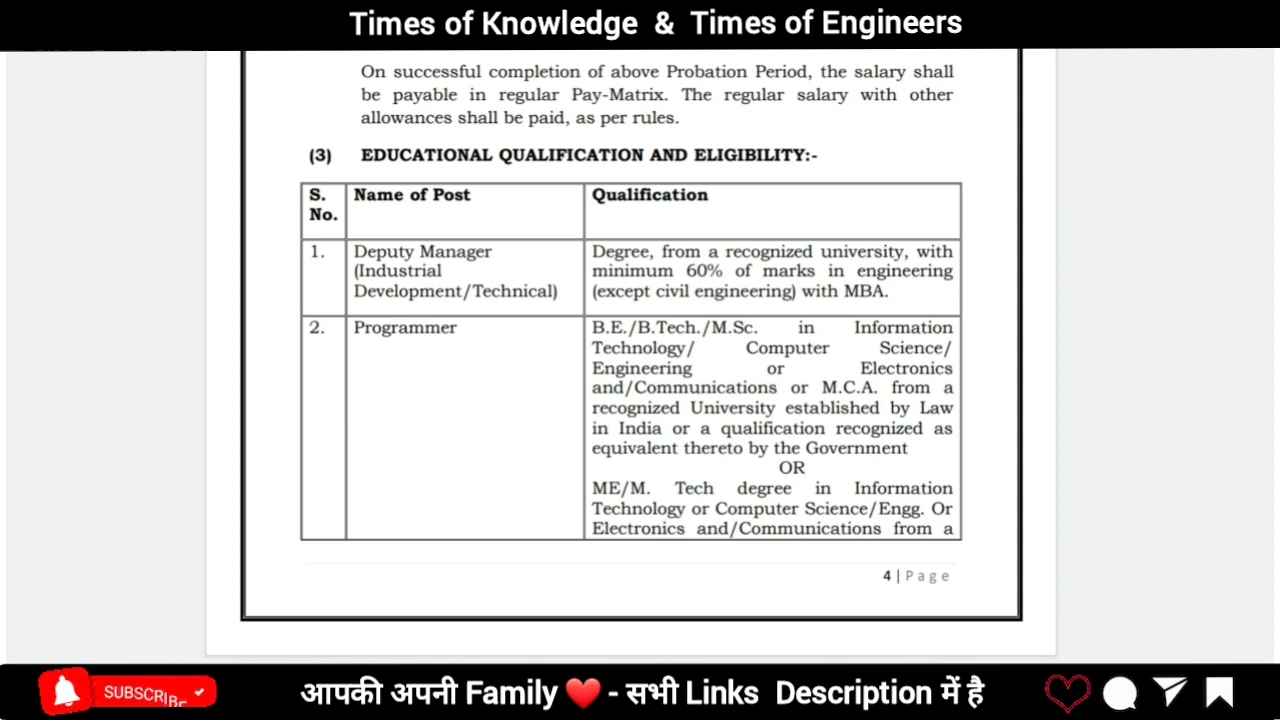 Times of Knowledge & Times of Engineers
On successful completion of above Probation Period, the salary shall
be payable in regular Pay-Matrix. The regular salary with other
allowances shall be paid, as per rules.
(3) EDUCATIONAL QUALIFICATION AND ELIGIBILITY:-
S. No. Name of Post Qualification
1. Deputy Manager
(Industrial
Development/Technical)
Degree, from a recognized university, with
minimum 60% of marks in engineering
(except civil engineering) with MBA.
2. Programmer
B.E./B.Tech./M.Sc. in Information
Technology/ Computer Science/
Engineering or Electronics
and/Communications or M.C.A. from a
recognized University established by Law
in India or a qualification recognized as
equivalent thereto by the Government
OR
ME/M. Tech degree in Information
Technology or Computer Science/Engg. Or
Electronics and/Communications from a
4 | Page
SUBSCRIBE
आपकी अपनी Family ❤️ - सभी Links Description में है